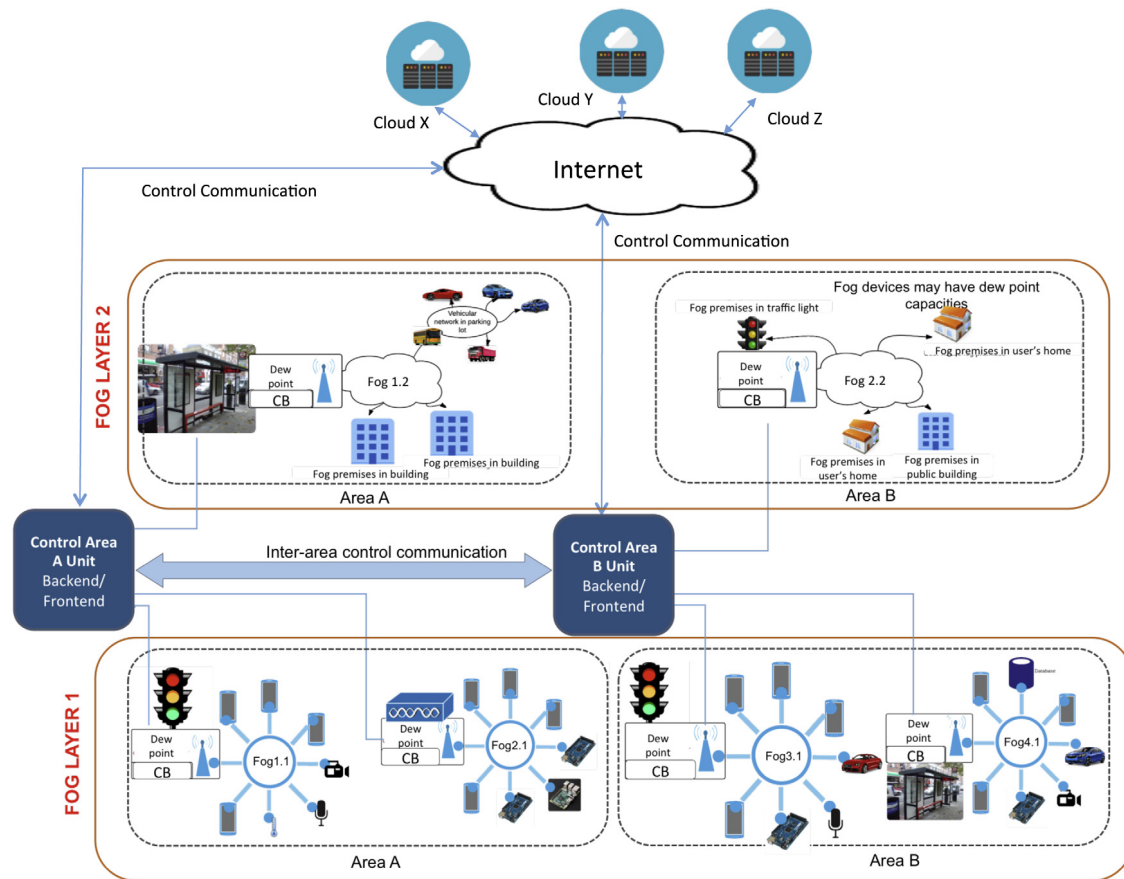 Cloud X
Cloud Y
Cloud Z
Internet
Control Communication
Control Communication
FOG LAYER 2
Vehicular
network in parking
lot
Dew
point
CB
Fog 1.2
Fog premises in building
Fog premises in building
Area A
Fog devices may have dew point
capacities
Fog premises in traffic light
Fog premises in user's home
Dew
point
CB
Fog 2.2
Fog premises in
user's home
Fog premises in
public building
Area B
Control Area
A Unit
Backend/
Frontend
Inter-area control communication
Control Area
B Unit
Backend/
Frontend
FOG LAYER 1
Dew
point
CB
Fog1.1
Dew
point
CB
Fog2.1
Area A
Dew
point
CB
Fog3.1
Database
Dew
point
CB
Fog4.1
Area B